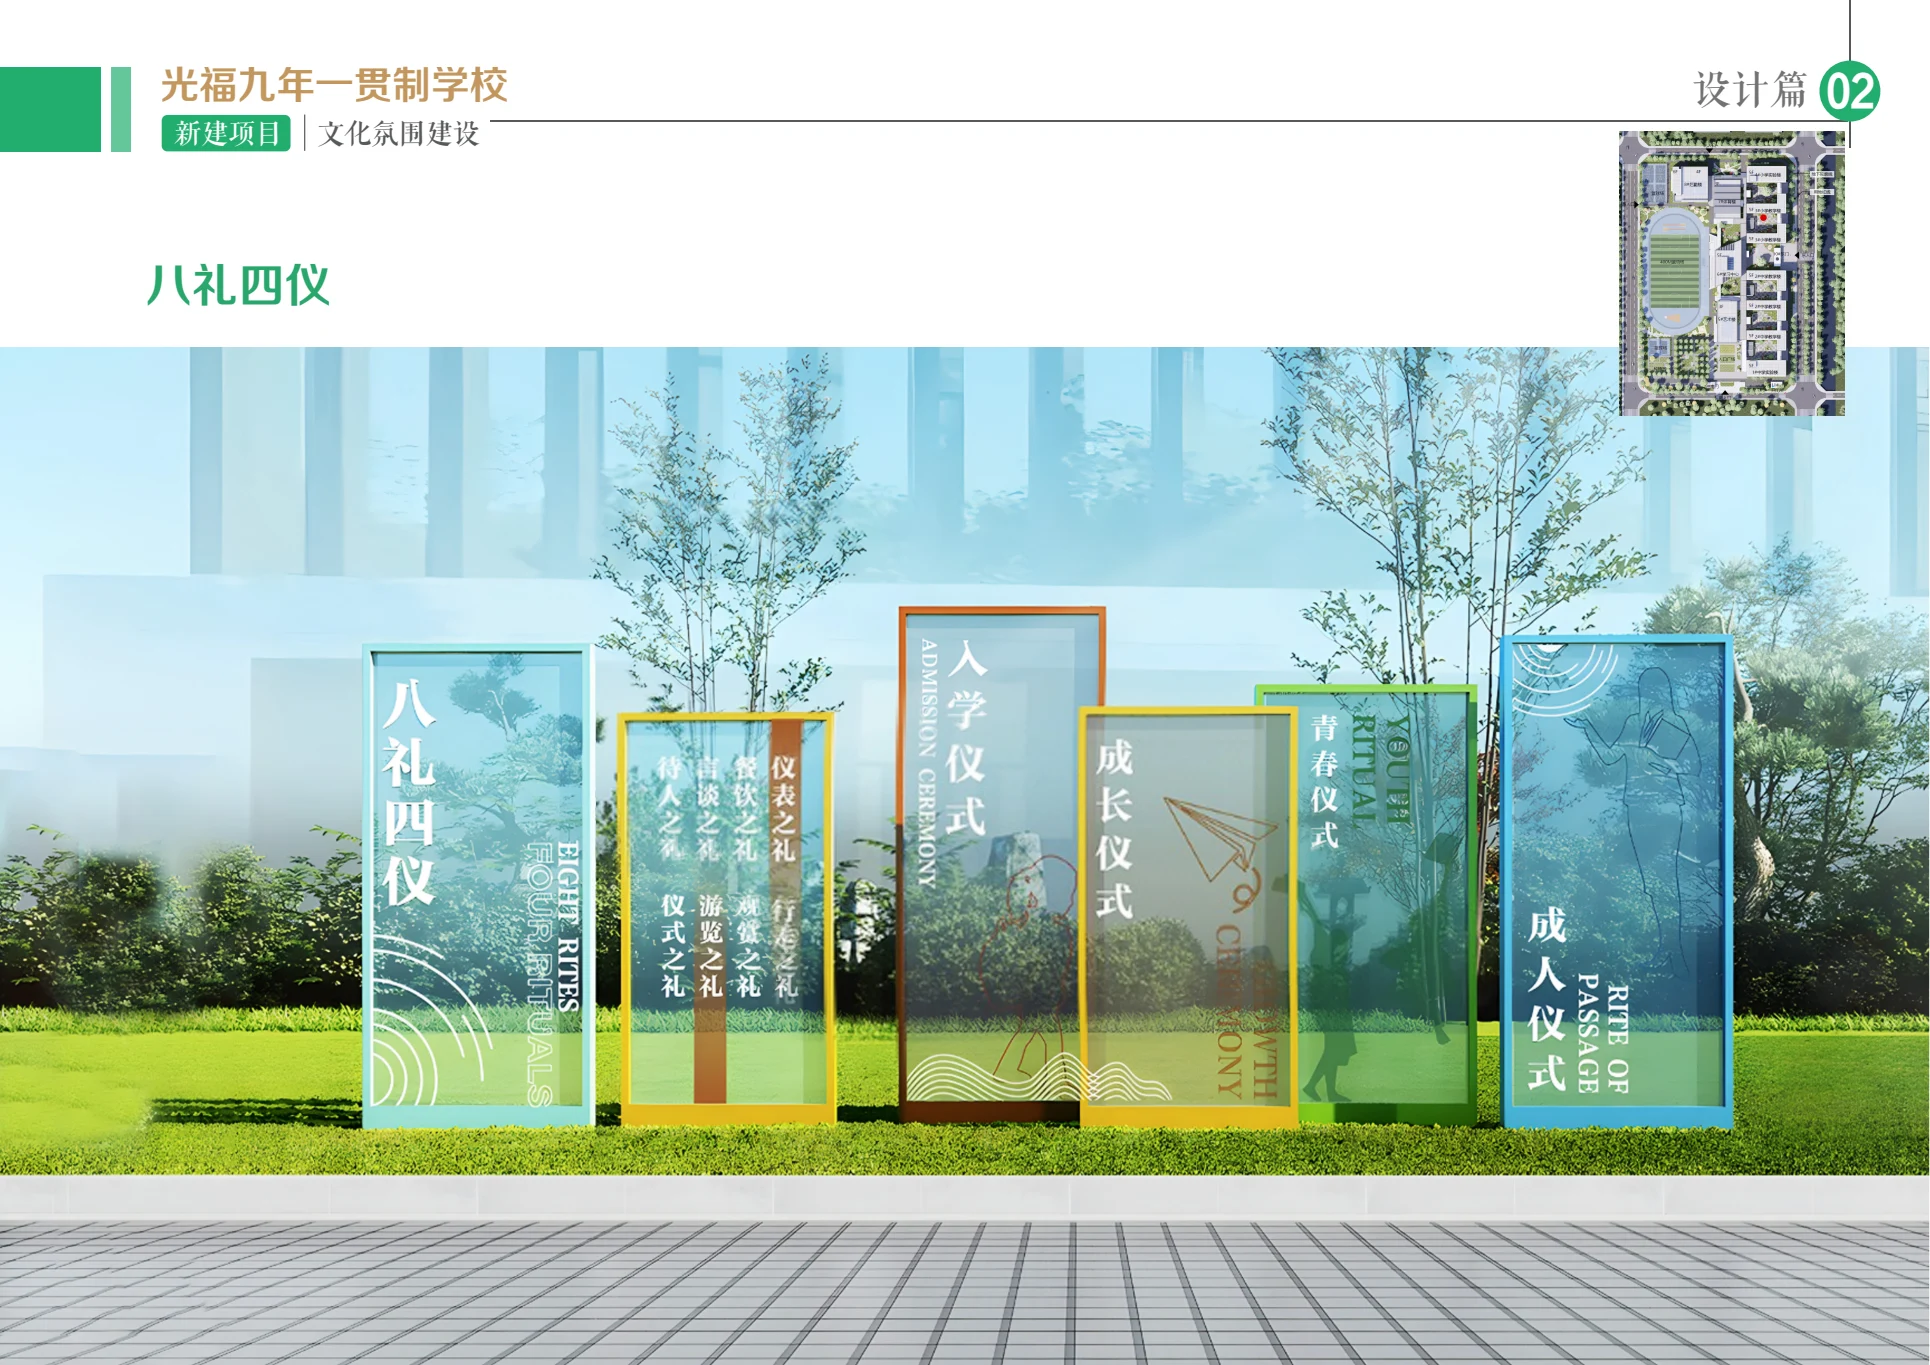 光福九年一贯制学校
新建项目
文化氛围建设
设计篇
02
八礼四仪
八礼四仪
EIGHT RITES
FOUR RITUALS
仪表之礼
餐饮之礼
言谈之礼
待人之礼
行走之礼
观赏之礼
游览之礼
仪式之礼
入学仪式
ADMISSION CEREMONY
成长仪式
GROWTH
CEREMONY
青春仪式
YOUTH
RITUAL
成人仪式
RITE OF
PASSAGE